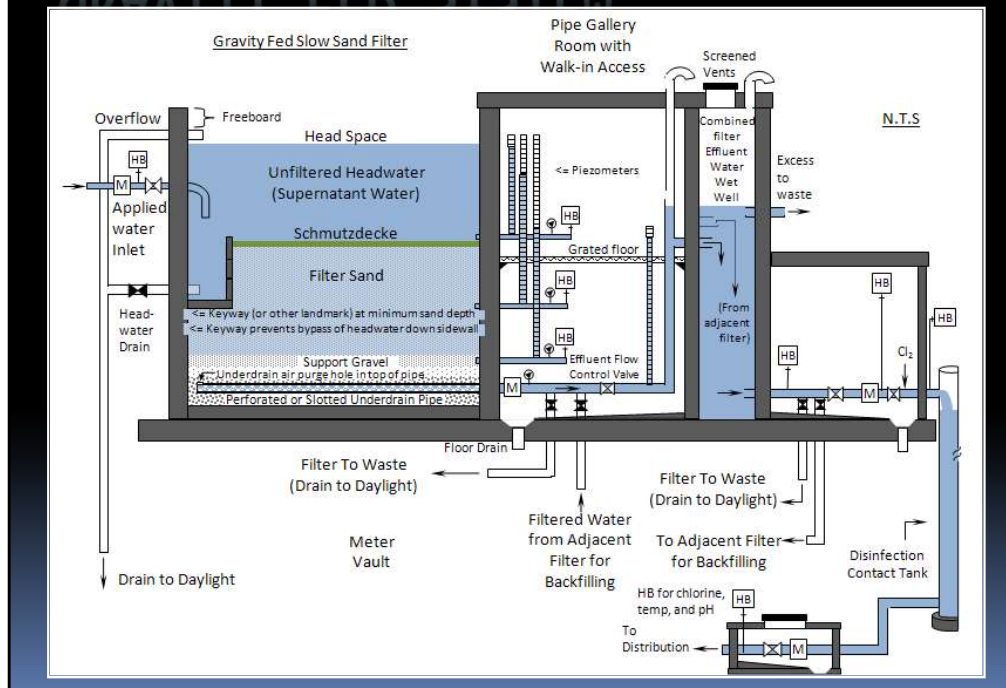 Gravity Fed Slow Sand Filter
Pipe Gallery
Room with
Walk-in Access
Screened
Vents
N.T.S
Overflow
Freeboard
Head Space
HB
M
Applied
water
Inlet
Unfiltered Headwater
(Supernatant Water)
Schmutzdecke
Filter Sand
<= Keyway (or other landmark) at minimum sand depth
<= Keyway prevents bypass of headwater down sidewall
Support Gravel
Underdrain air purge hole in top of pipe
Perforated or Slotted Underdrain Pipe
Head-
water
Drain
Drain to Daylight
<= Piezometers
HB
Grated floor
HB
HB
Effluent Flow
Control Valve
M
Combined
filter
Effluent
Water
Wet
Well
Excess
to
waste
(From
adjacent
filter)
HB
HB
HB
Cl2
M
Floor Drain
Filter To Waste
(Drain to Daylight)
Filtered Water
from Adjacent
Filter for
Backfilling
Meter
Vault
Filter To Waste
(Drain to Daylight)
To Adjacent Filter
for Backfilling
Disinfection
Contact Tank
HB for chlorine,
temp, and pH
HB
To
Distribution
M